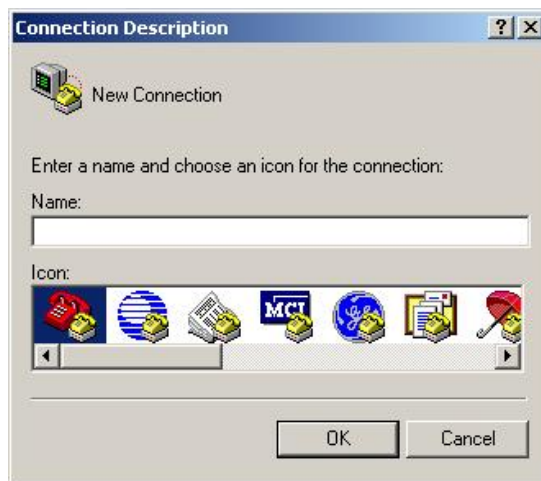 Connection Description
New Connection
Enter a name and choose an icon for the connection:
Name:
Icon:
MCI
OK Cancel